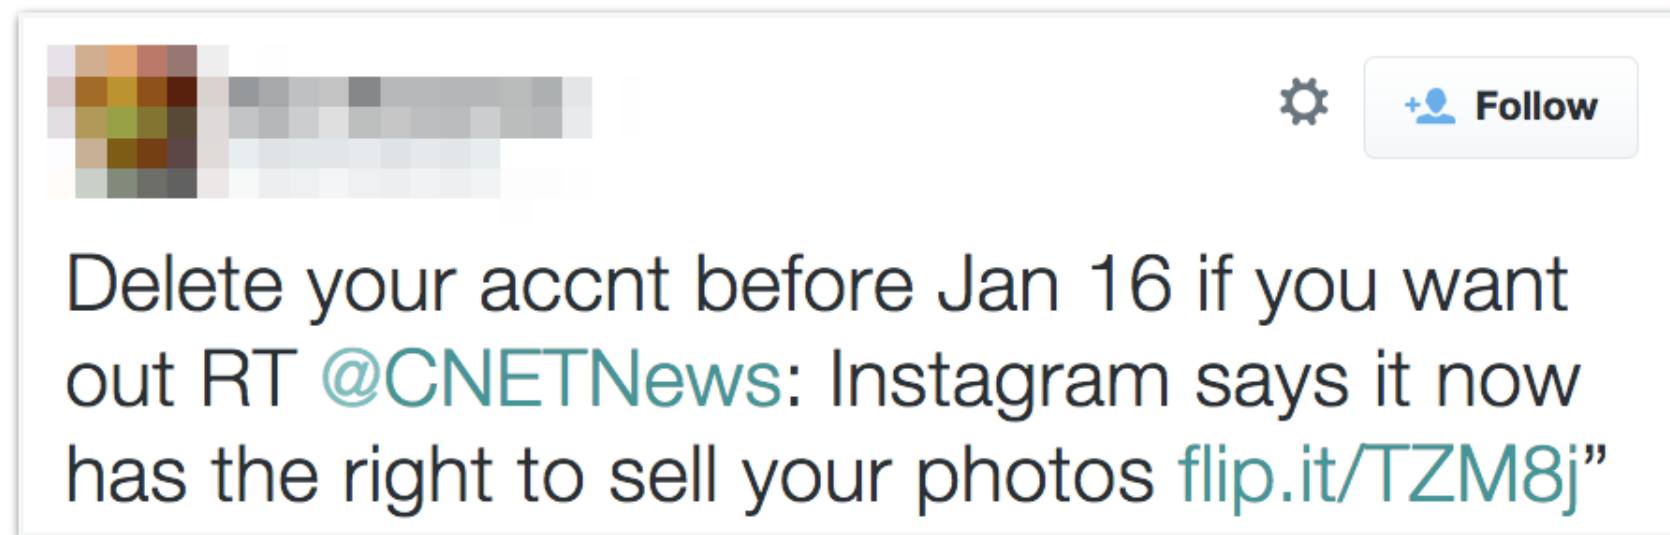 Follow
Delete your accnt before Jan 16 if you want
out RT @CNETNews: Instagram says it now
has the right to sell your photos flip.it/TZM8j”